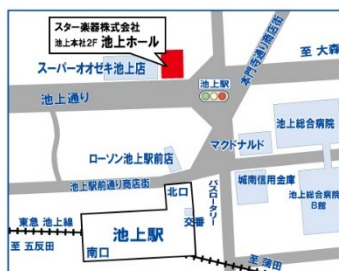 スター楽器株式会社
池上本社2F 池上ホール
スーパーオオゼキ池上店
池上駅
本門寺通り商店街
至 大森
池上通り
マクドナルド
池上総合病院
ローソン池上駅前店
池上駅前通り商店街
北口
バスロータリー
城南信用金庫
池上総合病院
B館
交番
東急 池上線
池上駅
至 五反田
南口
至 蒲田